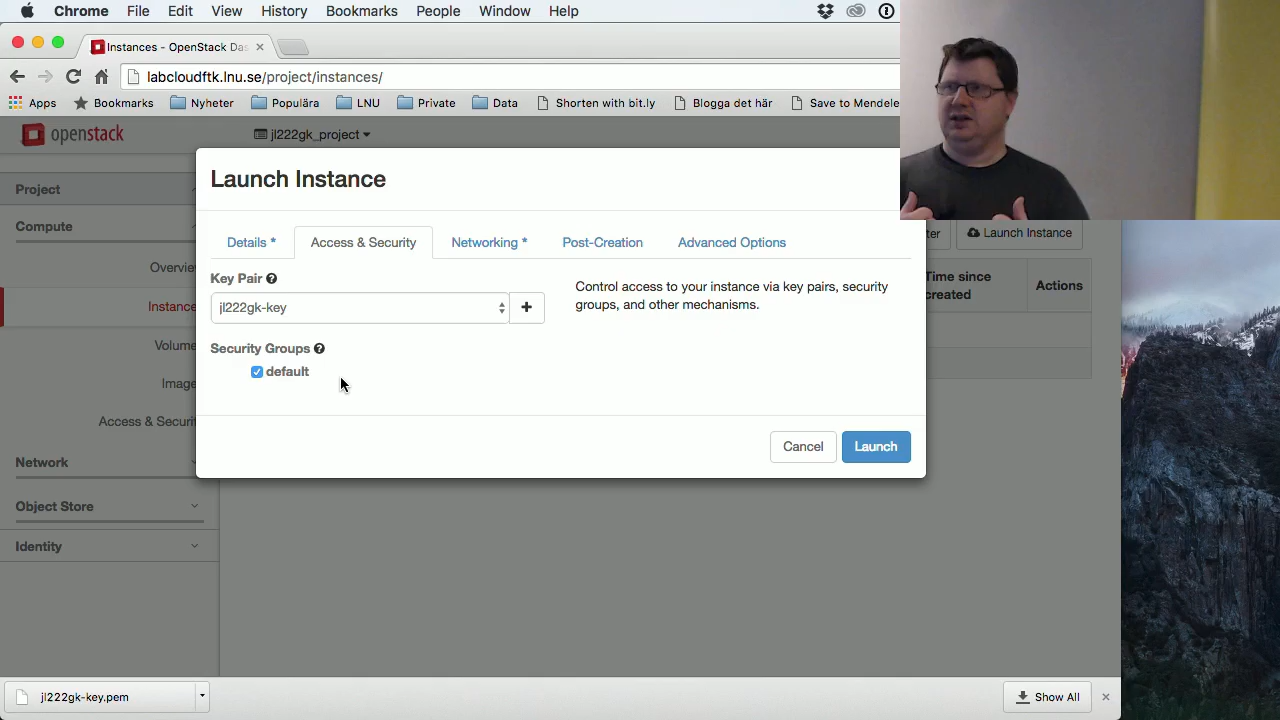 Chrome File Edit View History Bookmarks People Window Help
Instances - OpenStack Das
labcloudftk.lnu.se/project/instances/
Apps Bookmarks Nyheter Populära LNU Private Data Shorten with bit.ly Blogga det här Save to Mendele
openstack jl222gk_project
Project
Compute
Overview
Instance
Volume
Image
Access & Securit
Network
Object Store
Identity
Launch Instance
Details * Access & Security Networking * Post-Creation Advanced Options
Key Pair
jl222gk-key
Security Groups
default
Control access to your instance via key pairs, security
groups, and other mechanisms.
Cancel Launch
ter Launch Instance
Time since
created
Actions
jl222gk-key.pem Show All